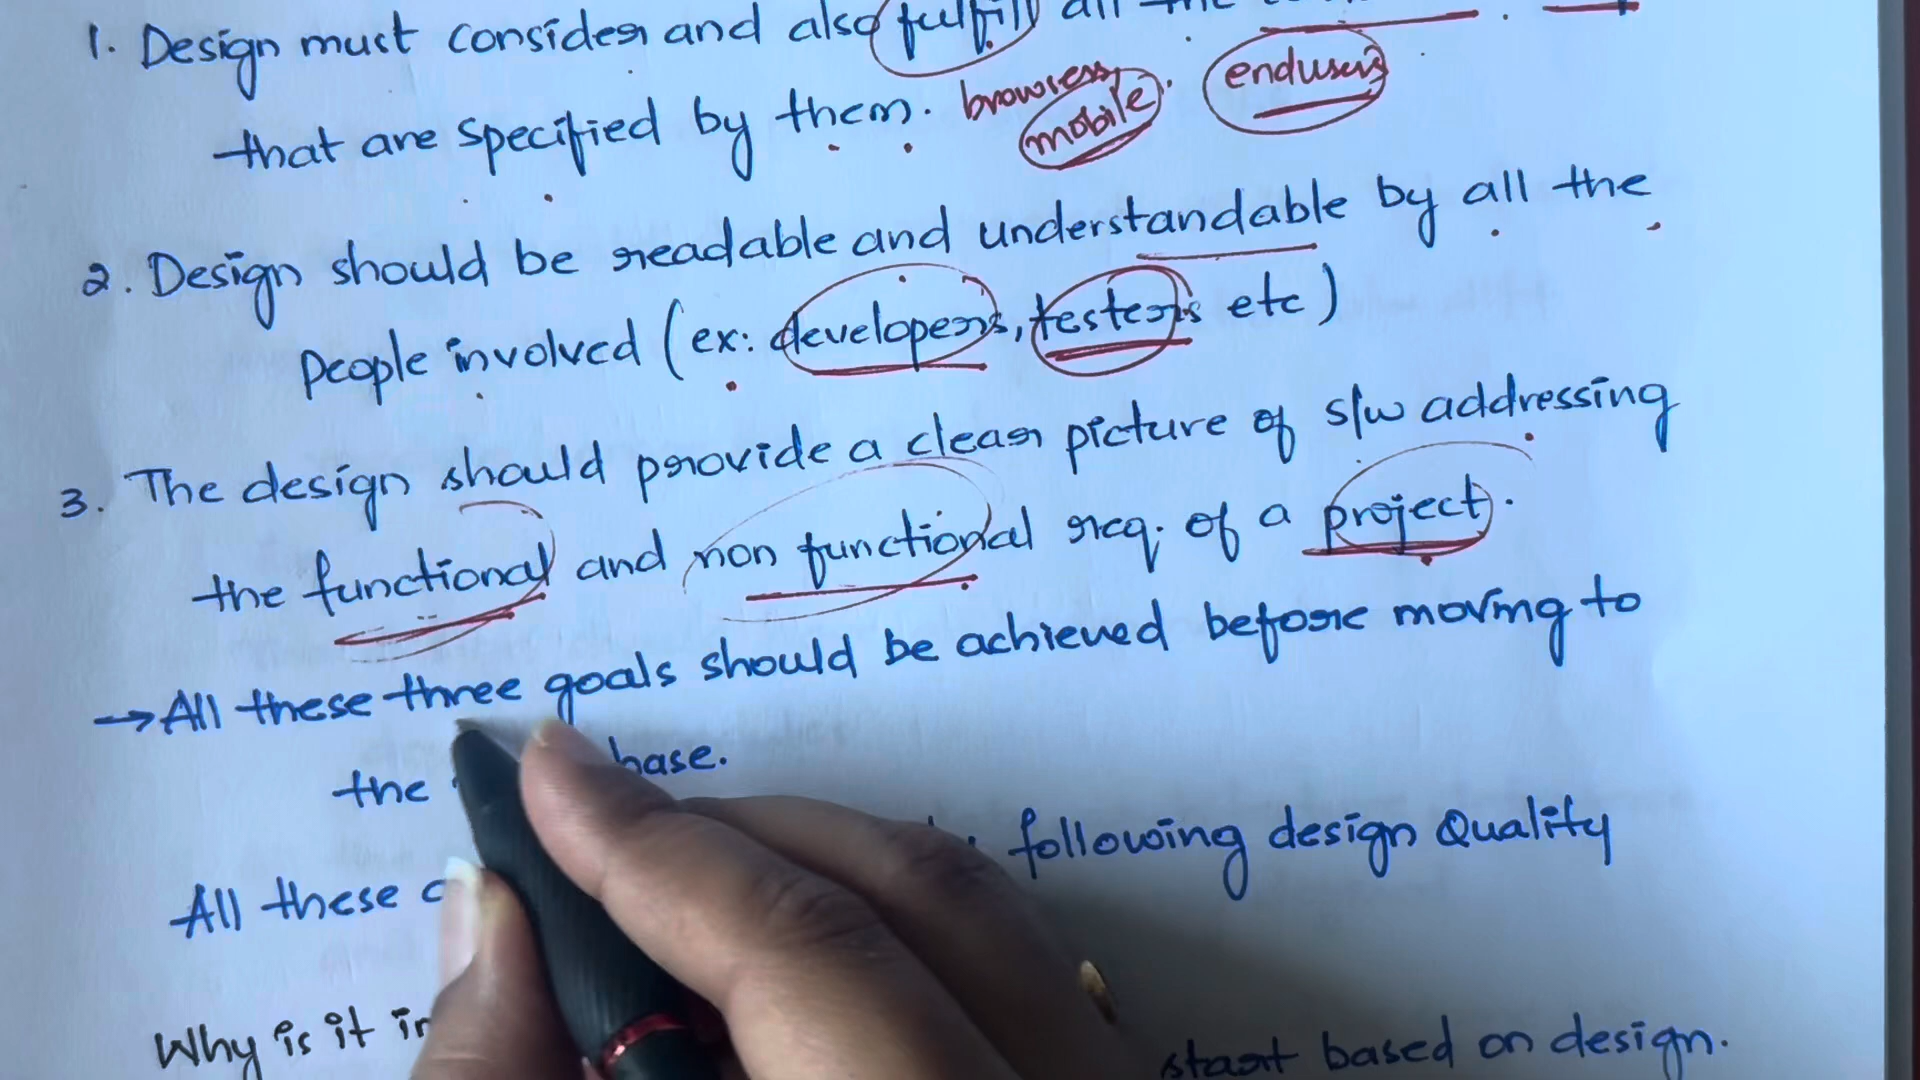 1. Design must consider and also fulfill all the
that are specified by them. browsers mobile. endusers
2. Design should be readable and understandable by all the
people involved (ex: developers, testers etc)
3. The design should provide a clear picture of s/w addressing
the functional and non functional req. of a project.
→ All these three goals should be achieved before moving to
the
All these following design Quality
Why is it start based on design.